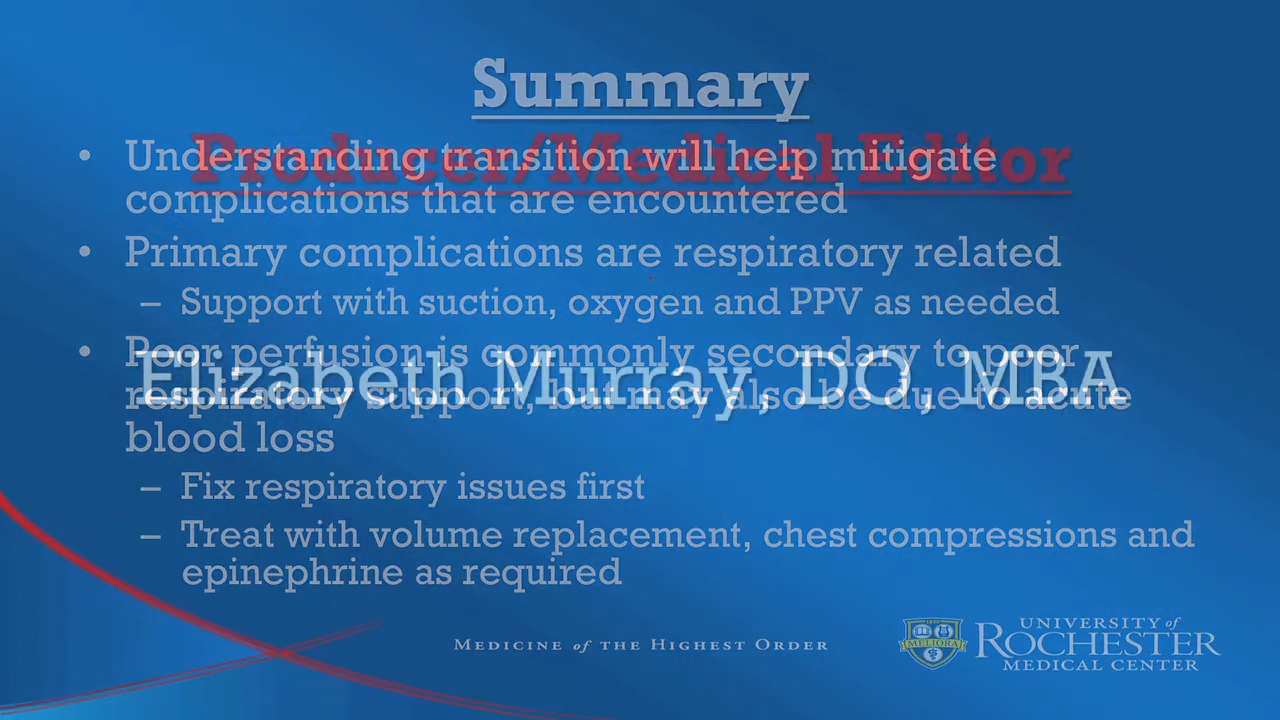 Summary
Producer/Medical Editor
• Understanding transition will help mitigate
complications that are encountered
• Primary complications are respiratory related
– Support with suction, oxygen and PPV as needed
• Poor perfusion is commonly secondary to poor
Elizabeth Murray, DO, MBA
respiratory support, but may also be due to acute
blood loss
– Fix respiratory issues first
– Treat with volume replacement, chest compressions and
epinephrine as required
MEDICINE of THE HIGHEST ORDER
MELIORA
UNIVERSITY of
ROCHESTER
MEDICAL CENTER